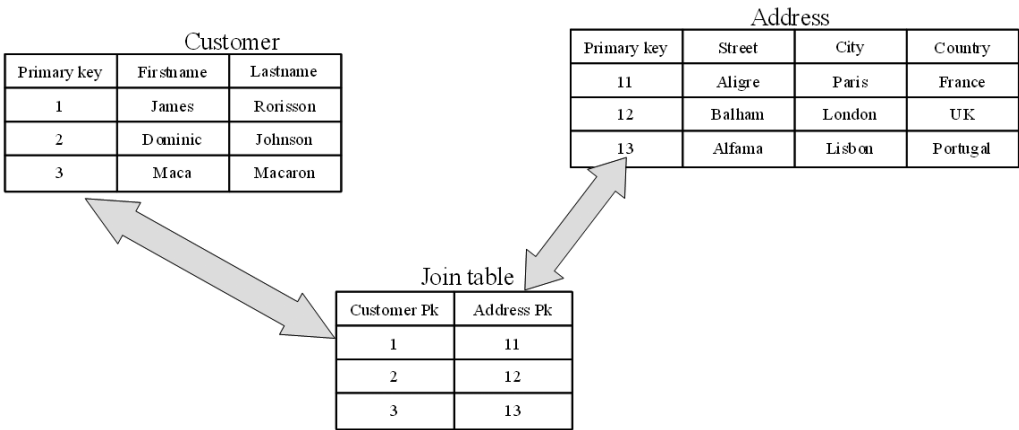 Customer
Primary key Firstname Lastname
1 James Rorisson
2 Dominic Johnson
3 Maca Macaron
Address
Primary key Street City Country
11 Aligre Paris France
12 Balham London UK
13 Alfama Lisbon Portugal
Join table
Customer Pk Address Pk
1 11
2 12
3 13